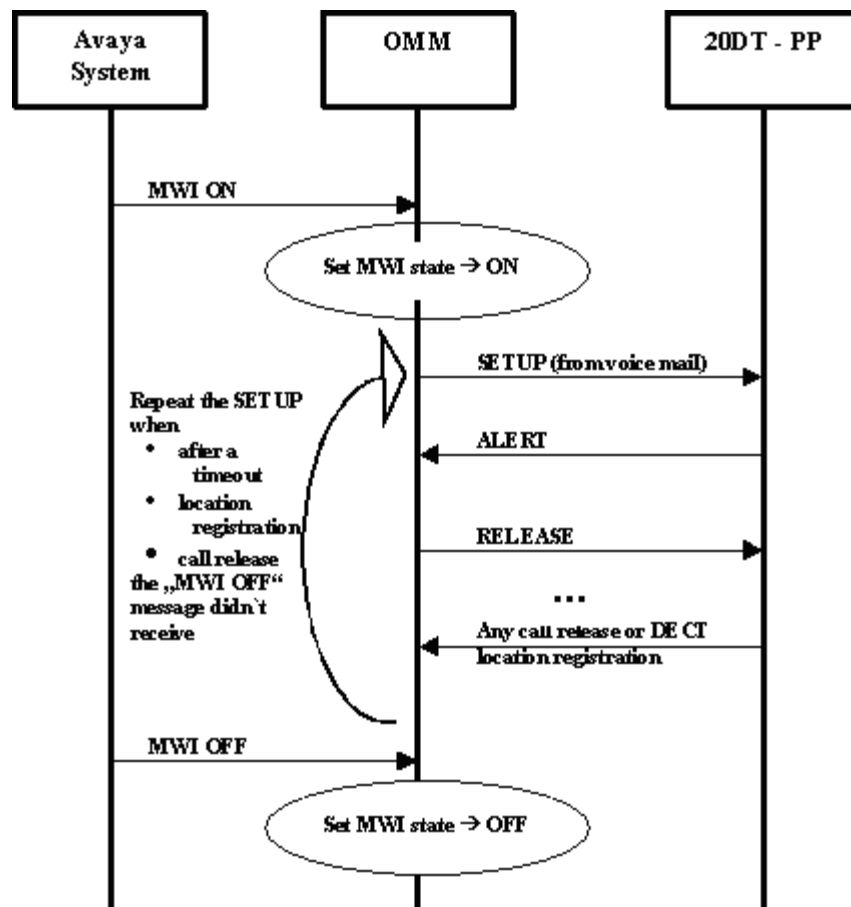 Avaya
System
OMM
20DT - PP
MWI ON
Set MWI state → ON
SETUP (from voice mail)
Repeat the SETUP
when
• after a
timeout
• location
registration
• call release
the „MWI OFF“
message didn`t
receive
ALERT
RELEASE
...
Any call release or DECT
location registration
MWI OFF
Set MWI state → OFF